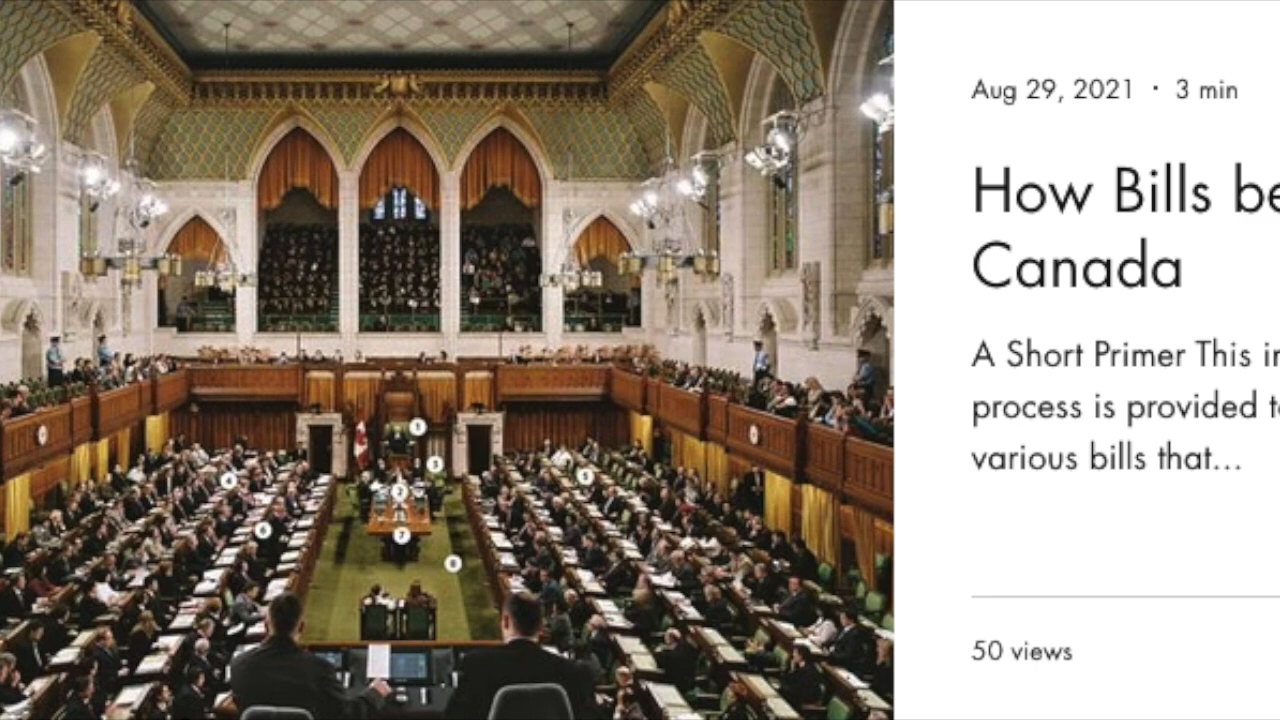 Aug 29, 2021 · 3 min
How Bills be
Canada
A Short Primer This in
process is provided to
various bills that...
50 views